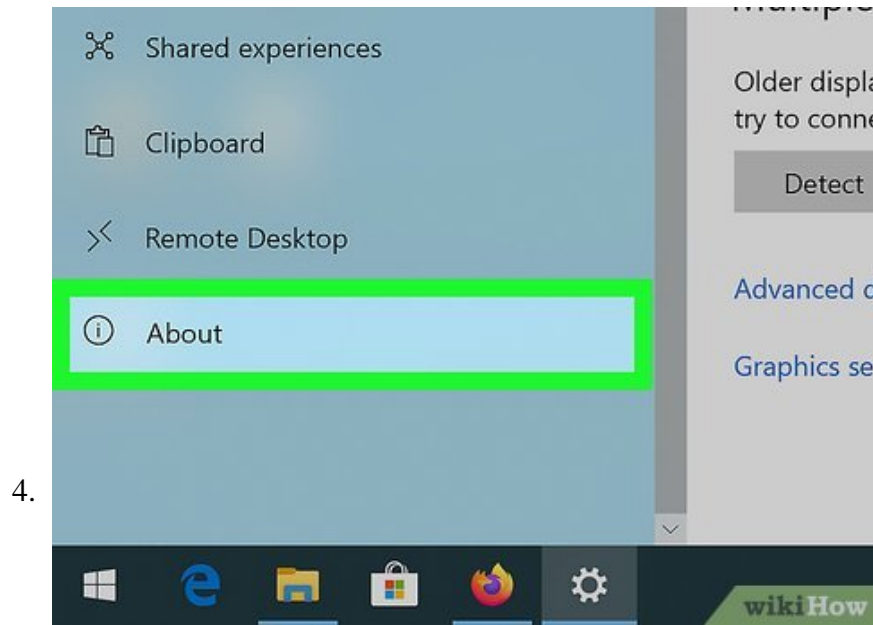 Shared experiences
Clipboard
Remote Desktop
About
Older displa
try to conne
Detect
Advanced
Graphics se
4.
wikiHow